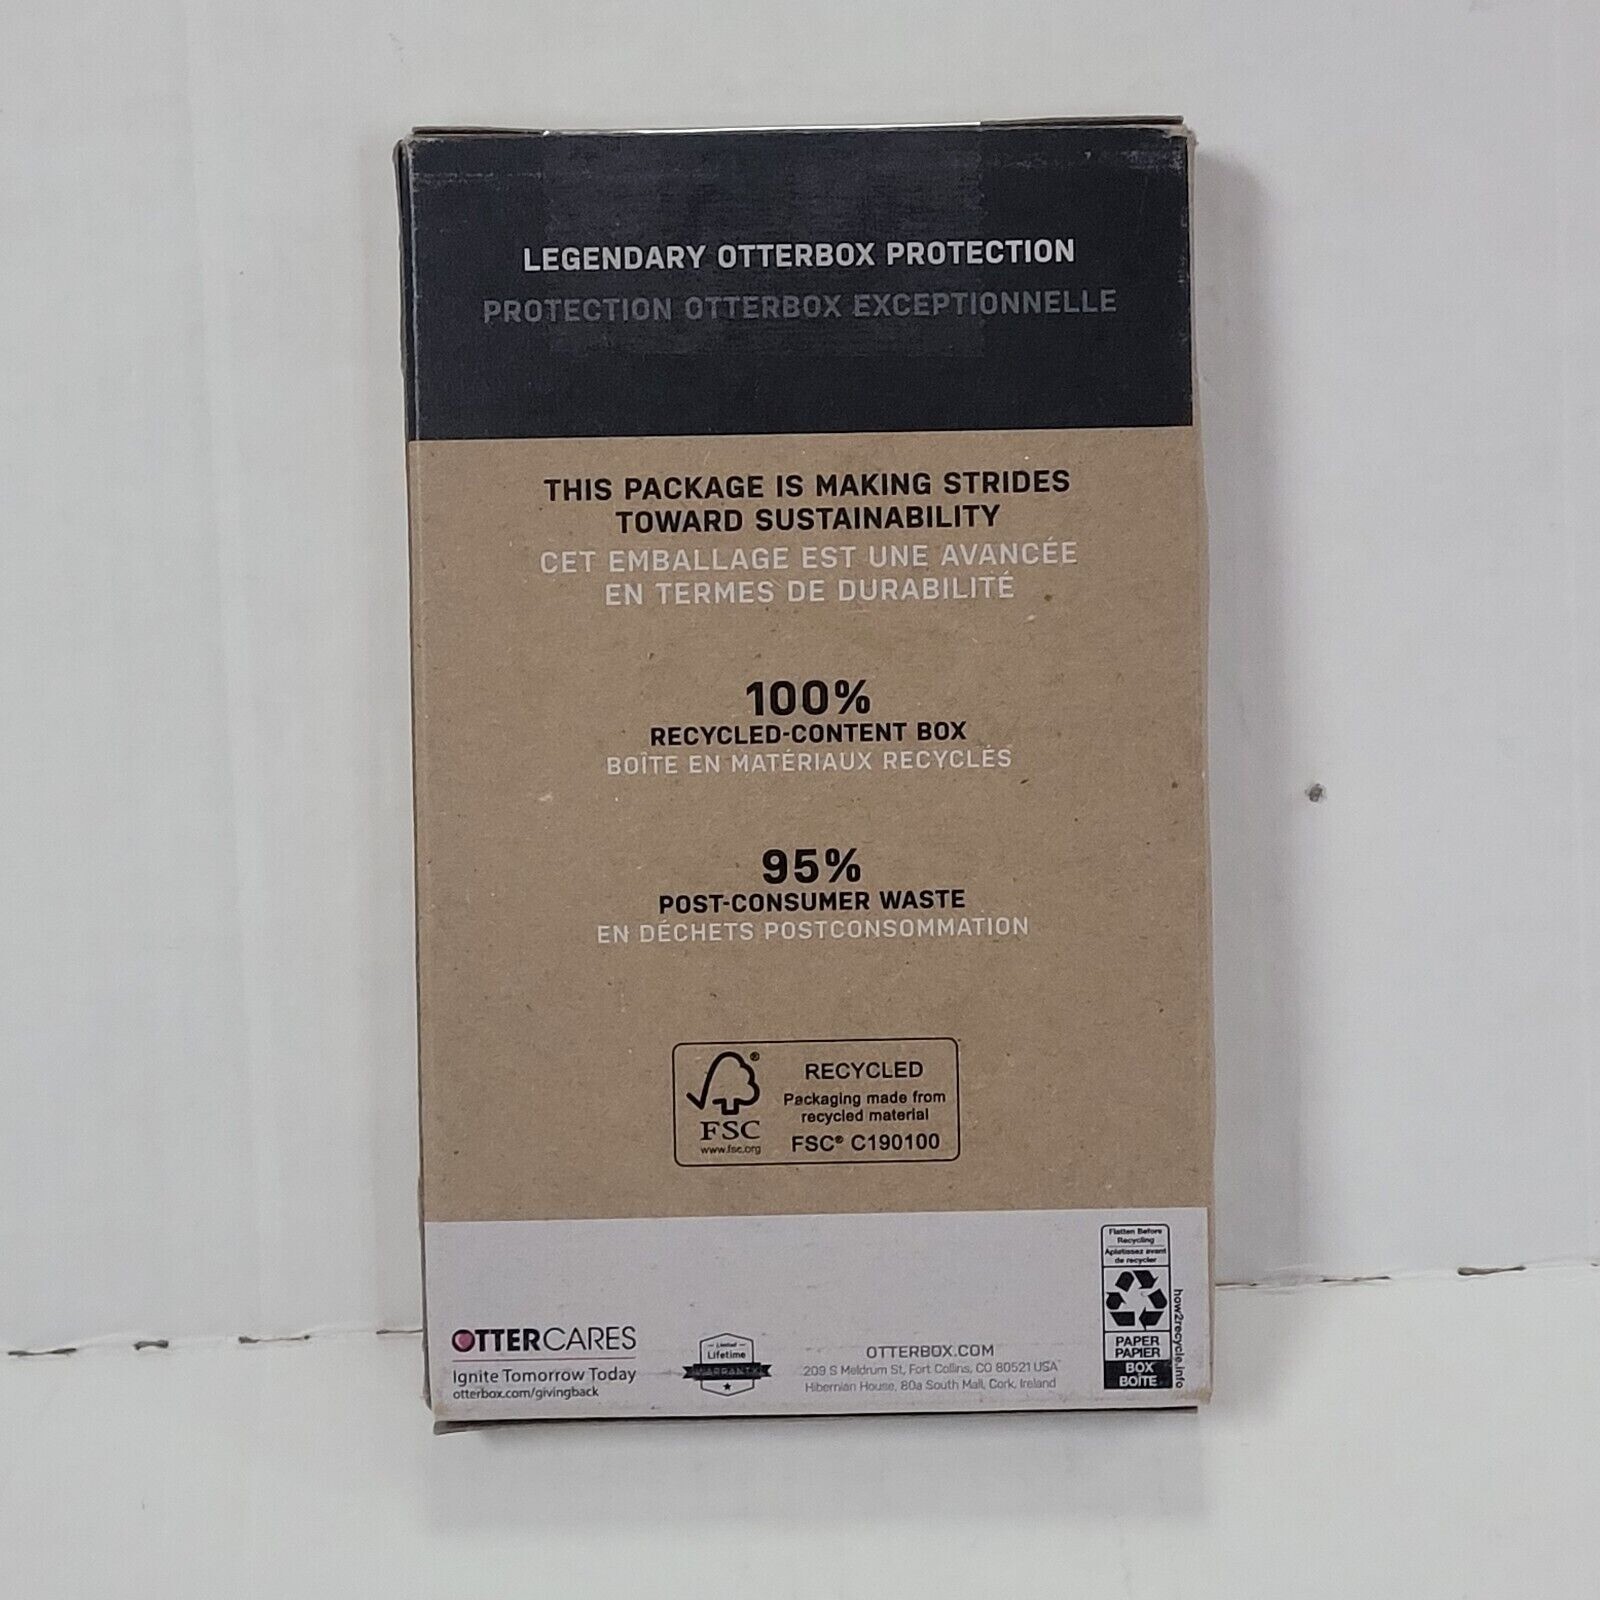 LEGENDARY OTTERBOX PROTECTION
PROTECTION OTTERBOX EXCEPTIONNELLE
THIS PACKAGE IS MAKING STRIDES
TOWARD SUSTAINABILITY
CET EMBALLAGE EST UNE AVANCÉE
EN TERMES DE DURABILITÉ
100%
RECYCLED-CONTENT BOX
BOÎTE EN MATÉRIAUX RECYCLÉS
95%
POST-CONSUMER WASTE
EN DÉCHETS POSTCONSOMMATION
®
FSC
www.fsc.org
RECYCLED
Packaging made from
recycled material
FSC® C190100
OTTERCARES
Ignite Tomorrow Today
otterbox.com/givingback
Limited
Lifetime
WARRANTY
OTTERBOX.COM
209 S Meldrum St, Fort Collins, CO 80521 USA
Hibernian House, 80a South Mall, Cork, Ireland
Flatten Before
Recycling
Aplatissez avant
de recycler
PAPER
PAPIER
BOX
BOÎTE
how2recycle.info